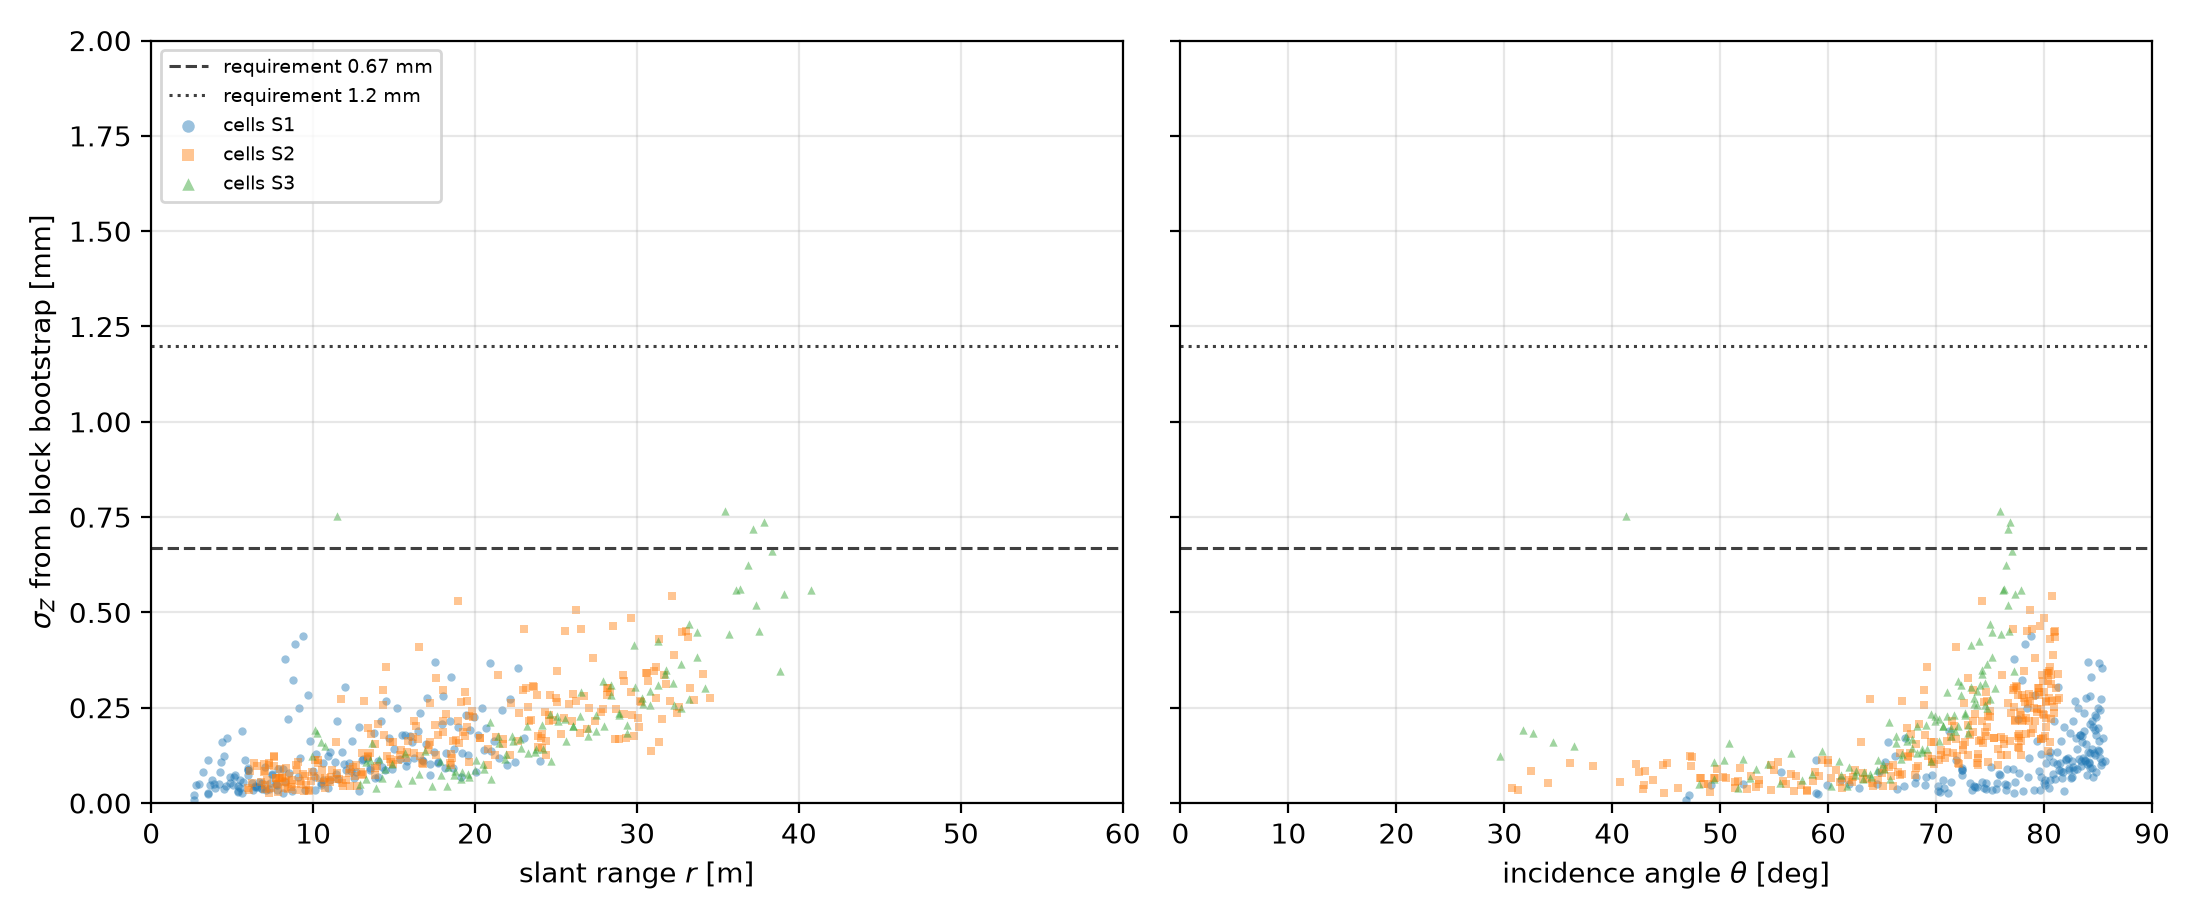 2.00
1.75
1.50
1.25
1.00
0.75
0.50
0.25
0.00
σZ from block bootstrap [mm]
requirement 0.67 mm
requirement 1.2 mm
cells S1
cells S2
cells S3
0 10 20 30 40 50 60
slant range r [m]
0 10 20 30 40 50 60 70 80 90
incidence angle θ [deg]